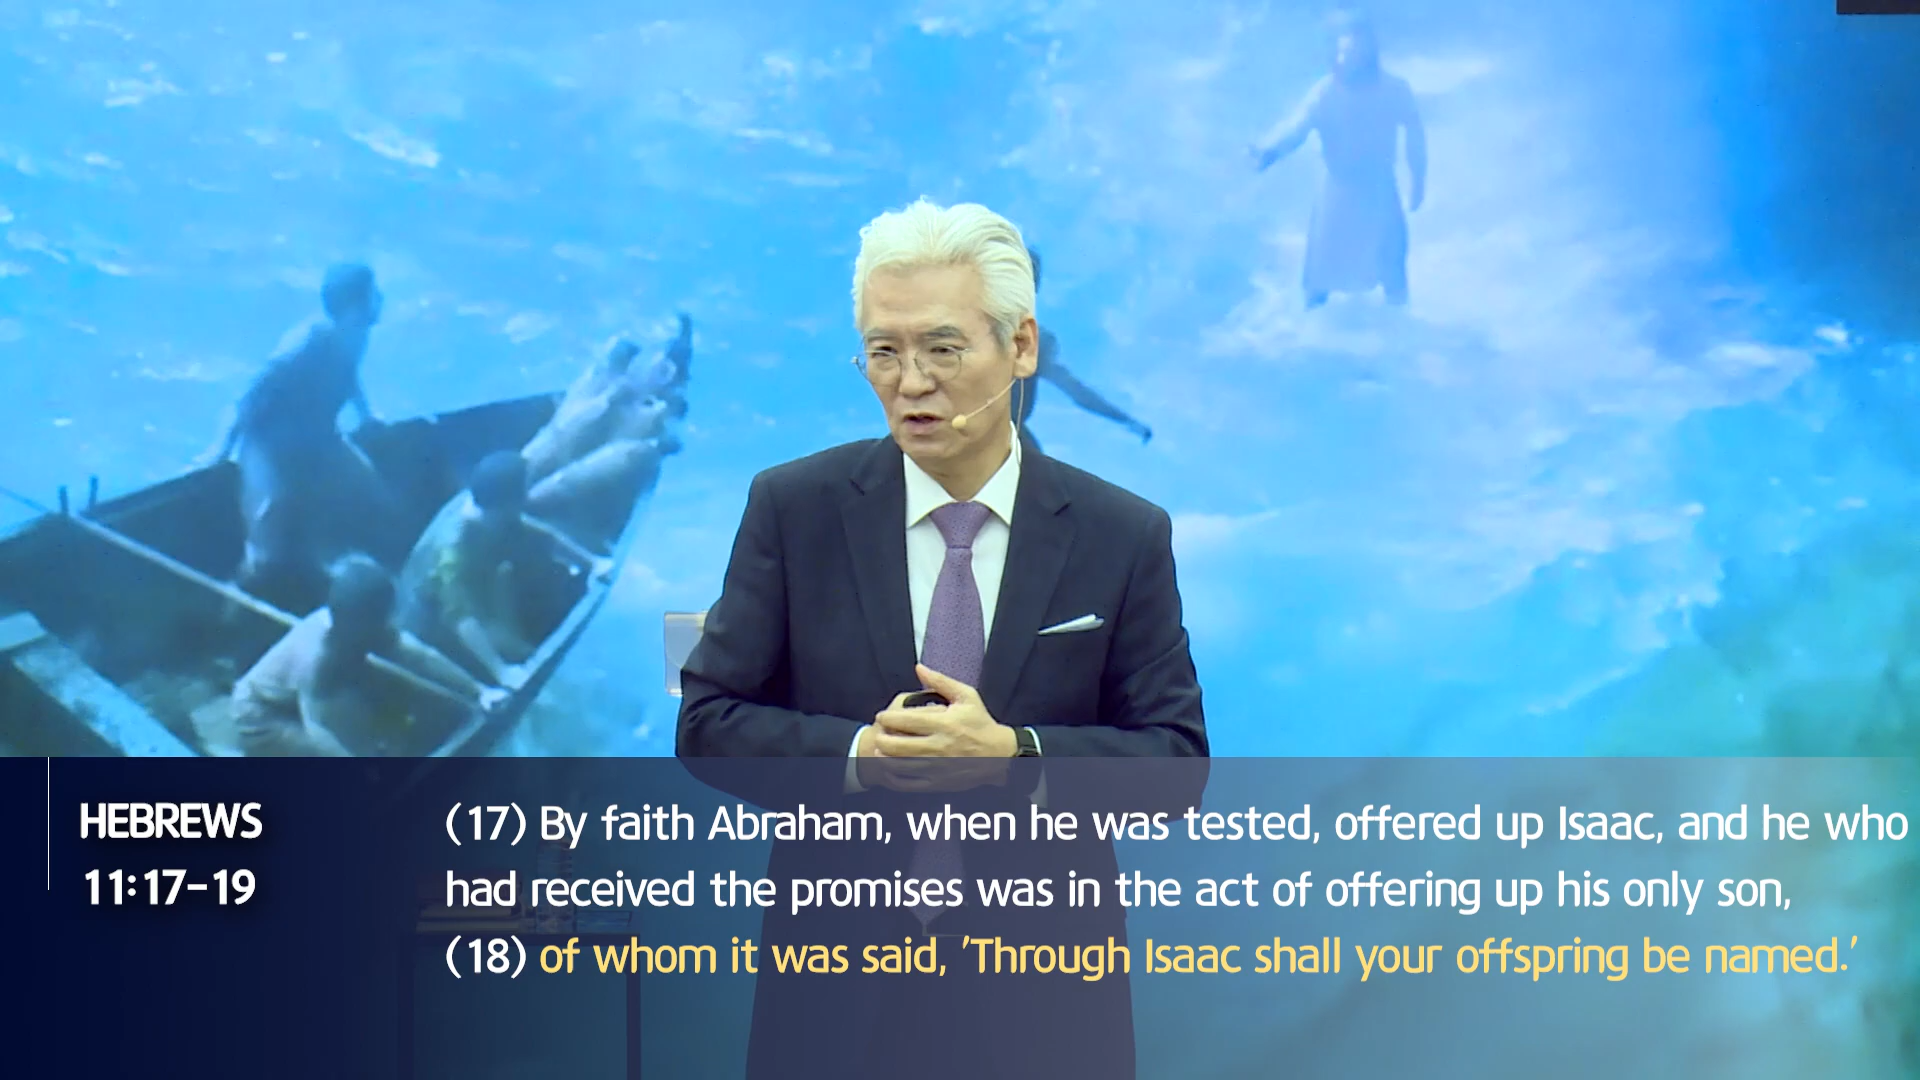 HEBREWS
11:17-19
(17) By faith Abraham, when he was tested, offered up Isaac, and he who
had received the promises was in the act of offering up his only son,
(18) of whom it was said, 'Through Isaac shall your offspring be named.'